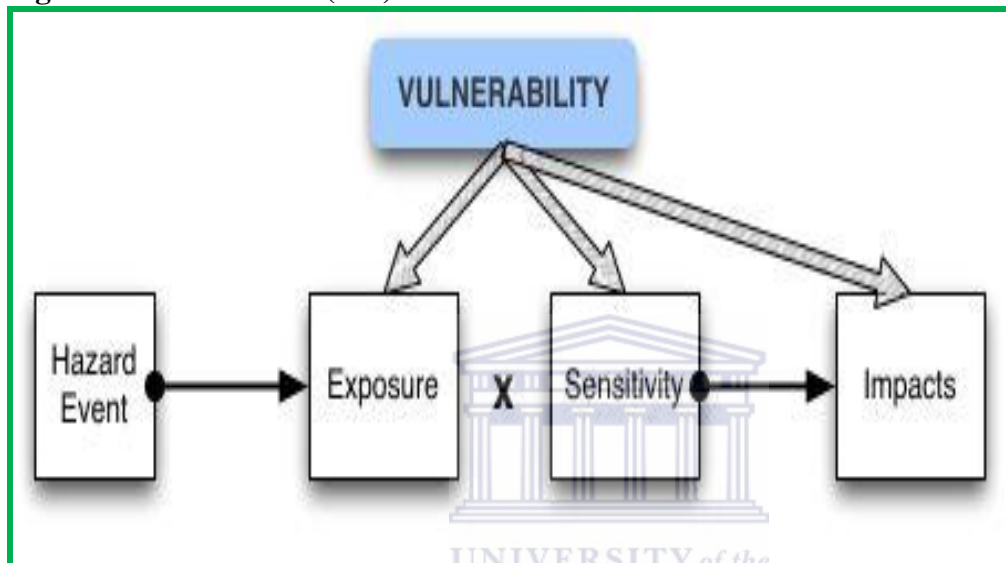 VULNERABILITY
Hazard
Event
Exposure
X
Sensitivity
Impacts
UNIVERSITY of the